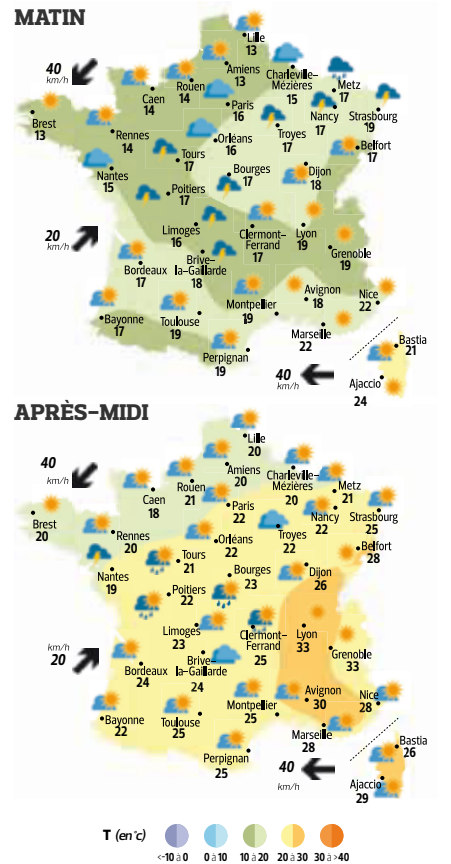 MATIN
40
km/h
Lille
13
Amiens
13
Rouen
14
Caen
14
Charleville–
Mézières
15
Metz
17
Paris
16
Nancy
17
Strasbourg
19
Brest
13
Rennes
14
Orléans
16
Troyes
17
Belfort
17
Tours
17
Nantes
15
Bourges
17
Dijon
18
Poitiers
17
20
km/h
Limoges
16
Clermont–
Ferrand
17
Lyon
19
Grenoble
19
Brive–
la–Gaillarde
18
Bordeaux
17
Avignon
18
Nice
22
Montpellier
19
Bayonne
17
Toulouse
19
Marseille
22
Perpignan
19
Bastia
21
40
km/h
Ajaccio
24
APRÈS–MIDI
40
km/h
Lille
20
Amiens
20
Rouen
21
Caen
18
Charleville–
Mézières
20
Metz
21
Paris
22
Nancy
22
Strasbourg
25
Brest
20
Rennes
20
Orléans
22
Troyes
22
Belfort
28
Tours
21
Nantes
19
Bourges
23
Dijon
26
Poitiers
22
Limoges
23
Clermont–
Ferrand
25
Lyon
33
Grenoble
33
km/h
20
Brive–
la–Gaillarde
24
Bordeaux
24
Avignon
30
Nice
28
Montpellier
25
Bayonne
22
Toulouse
25
Marseille
28
Perpignan
25
Bastia
26
40
km/h
Ajaccio
29
T (en°c)
<-10 à 0
0 à 10
10 à 20
20 à 30
30 à >40